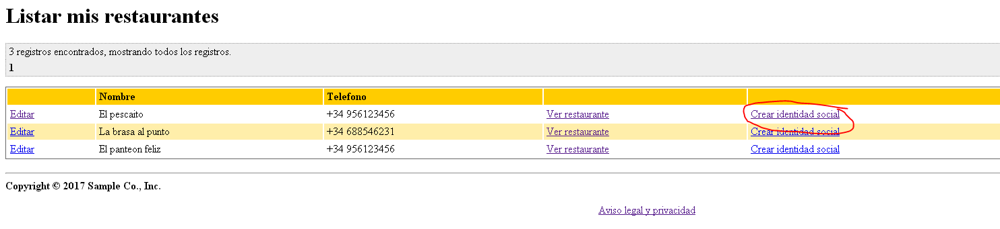 Listar mis restaurantes
3 registros encontrados, mostrando todos los registros.
1
Nombre Telefono
Editar El pescaito +34 956123456 Ver restaurante Crear identidad social
Editar La brasa al punto +34 688546231 Ver restaurante Crear identidad social
Editar El panteon feliz +34 956123456 Ver restaurante Crear identidad social
Copyright © 2017 Sample Co., Inc.
Aviso legal y privacidad